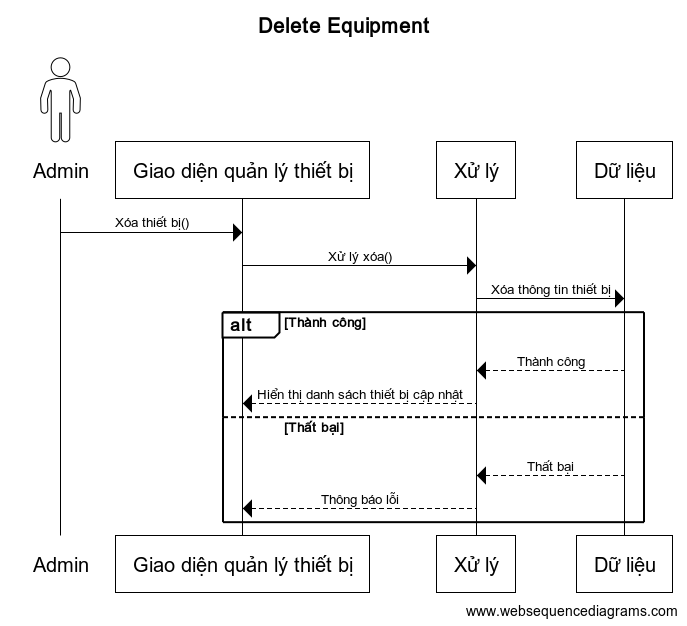 Delete Equipment
Admin
Giao diện quản lý thiết bị
Xử lý
Dữ liệu
Xóa thiết bị()
Xử lý xóa()
Xóa thông tin thiết bị
alt
[Thành công]
Thành công
Hiển thị danh sách thiết bị cập nhật
[Thất bại]
Thất bại
Thông báo lỗi
Admin
Giao diện quản lý thiết bị
Xử lý
Dữ liệu
www.websequencediagrams.com